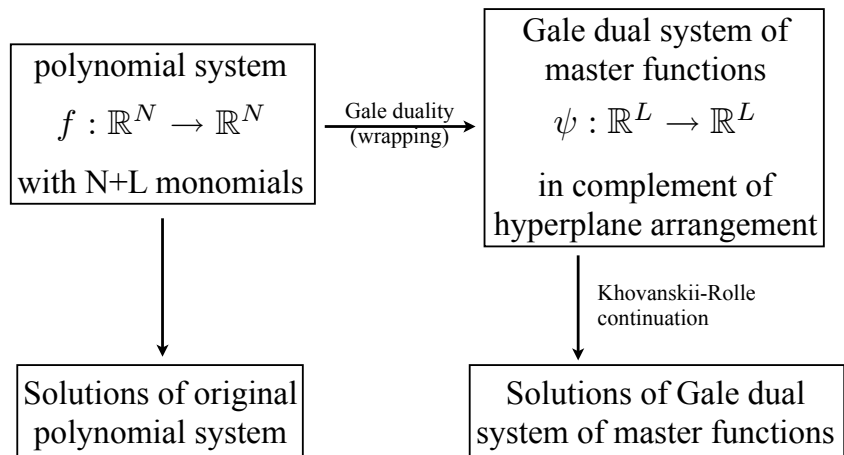 polynomial system
f : ℝ^N → ℝ^N
with N+L monomials
Gale duality
(wrapping)
Gale dual system of
master functions
ψ : ℝ^L → ℝ^L
in complement of
hyperplane arrangement
Khovanskii-Rolle
continuation
Solutions of original
polynomial system
Solutions of Gale dual
system of master functions